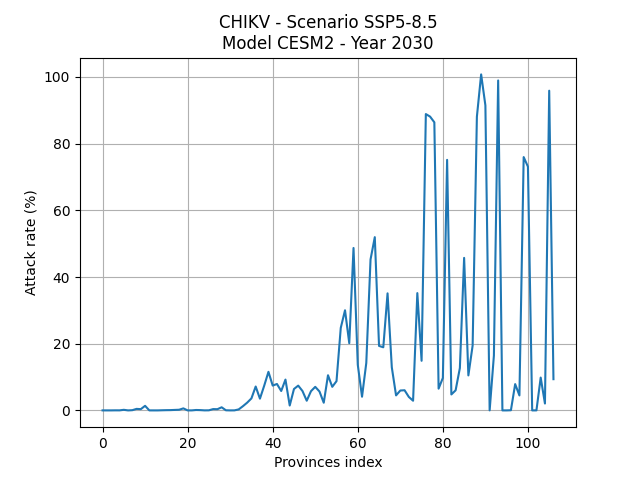 CHIKV - Scenario SSP5-8.5
Model CESM2 - Year 2030
Attack rate (%)
100
80
60
40
20
0
0 20 40 60 80 100
Provinces index